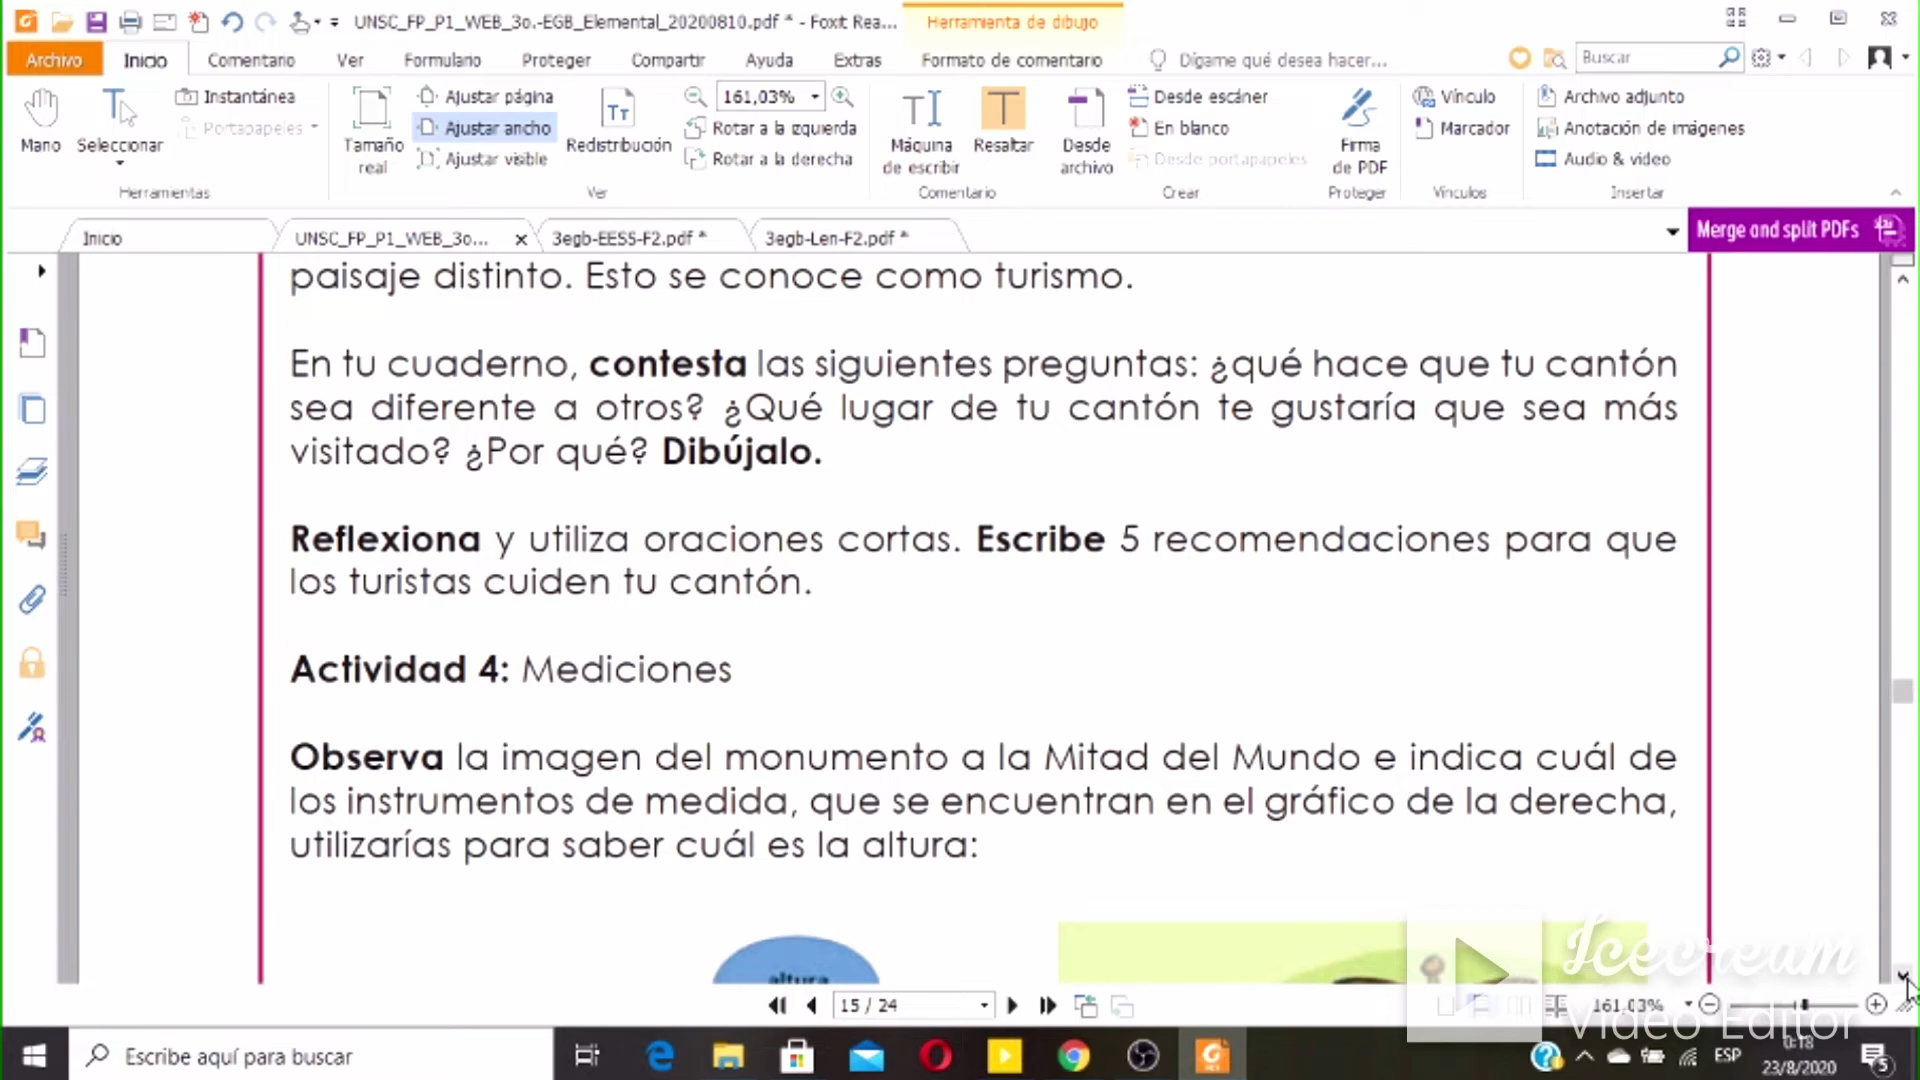 UNSC_FP_P1_WEB_3o.-EGB_Elemental_20200810.pdf * - Foxit Rea...
Herramienta de dibujo
Archivo
Inicio
Comentario
Ver
Formulario
Proteger
Compartir
Ayuda
Extras
Formato de comentario
Dígame qué desea hacer...
Buscar
Mano
Seleccionar
Instantánea
Portapapeles
Herramientas
Tamaño
real
Ajustar página
Ajustar ancho
Ajustar visible
Redistribución
161,03%
Rotar a la izquierda
Rotar a la derecha
Ver
Máquina
de escribir
Resaltar
Comentario
Desde
archivo
Desde escáner
En blanco
Desde portapapeles
Crear
Firma
de PDF
Proteger
Vínculo
Marcador
Vínculos
Archivo adjunto
Anotación de imágenes
Audio & video
Insertar
Inicio
UNSC_FP_P1_WEB_3o...
3egb-EESS-F2.pdf *
3egb-Len-F2.pdf *
Merge and split PDFs
paisaje distinto. Esto se conoce como turismo.
En tu cuaderno, contesta las siguientes preguntas: ¿qué hace que tu cantón
sea diferente a otros? ¿Qué lugar de tu cantón te gustaría que sea más
visitado? ¿Por qué? Dibújalo.
Reflexiona y utiliza oraciones cortas. Escribe 5 recomendaciones para que
los turistas cuiden tu cantón.
Actividad 4: Mediciones
Observa la imagen del monumento a la Mitad del Mundo e indica cuál de
los instrumentos de medida, que se encuentran en el gráfico de la derecha,
utilizarías para saber cuál es la altura:
altura
Icecream
Video Editor
15 / 24
161.03%
Escribe aquí para buscar
ESP
0:18
23/8/2020
5